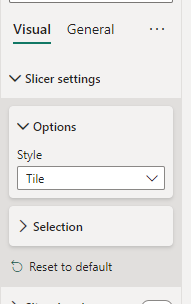 Visual General ...
Slicer settings
Options
Style
Tile
Selection
Reset to default